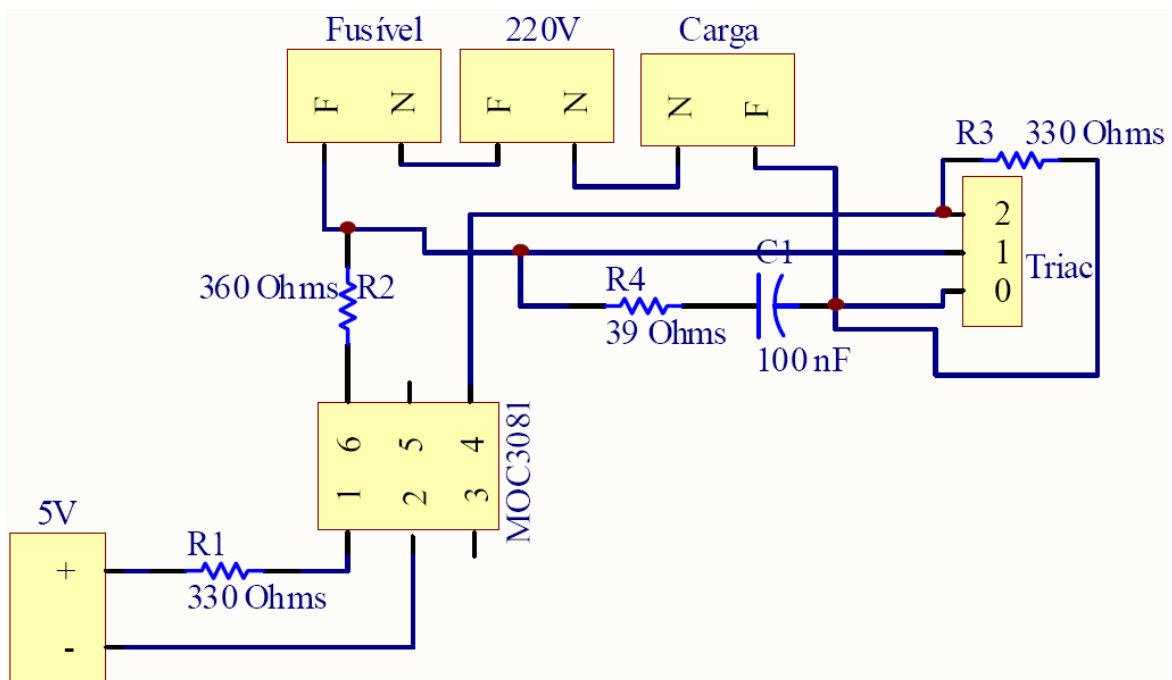 Fusível
220V
Carga
F N
F N
N F
R3 330 Ohms
2
1
0
Triac
C1
R4
39 Ohms
100 nF
360 Ohms R2
6 5 4
1 2 3
MOC3081
5V
+
-
R1
330 Ohms